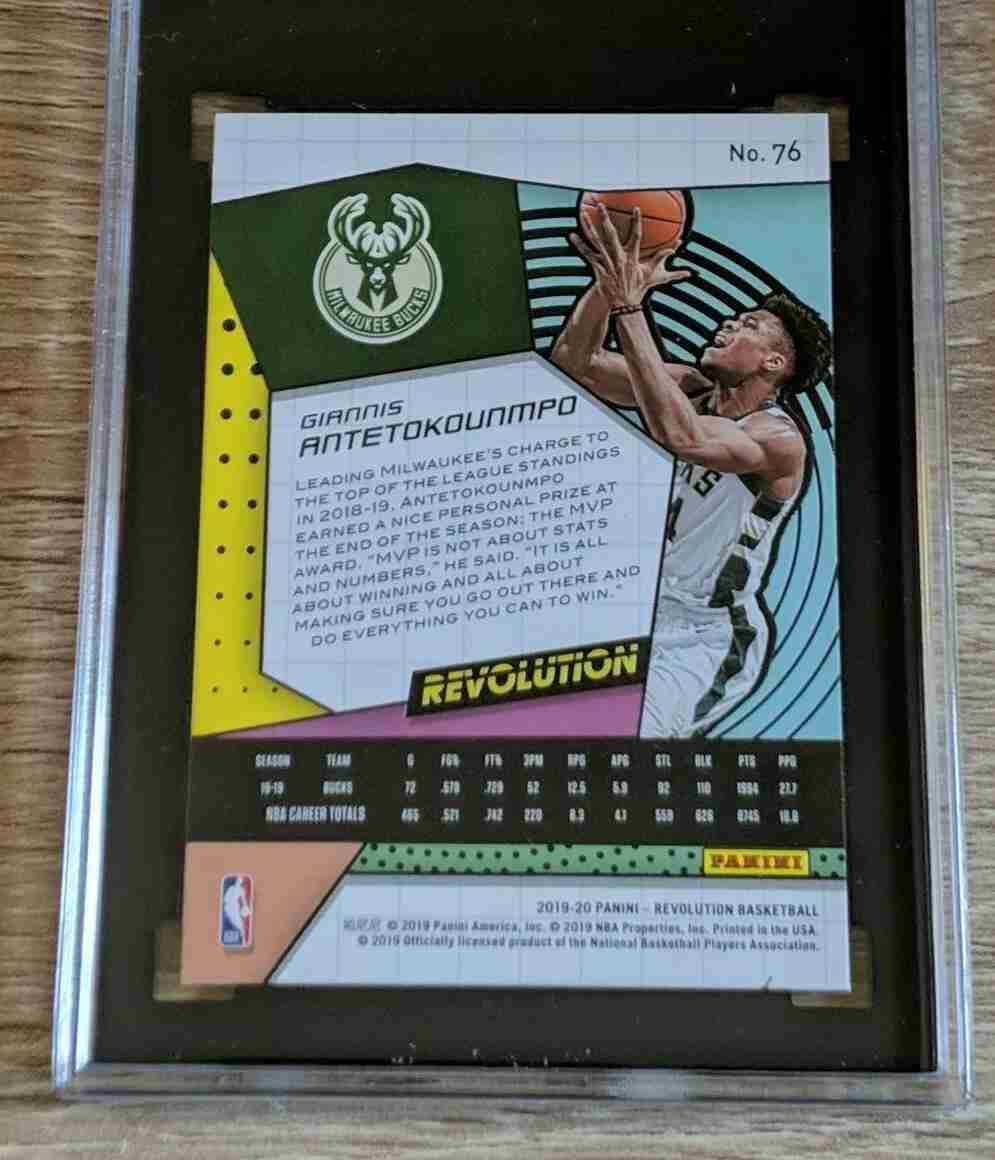 No. 76
MILWAUKEE BUCKS
GIANNIS
ANTETOKOUNMPO
LEADING MILWAUKEE'S CHARGE TO
THE TOP OF THE LEAGUE STANDINGS
IN 2018-19, ANTETOKOUNMPO
EARNED A NICE PERSONAL PRIZE AT
THE END OF THE SEASON: THE MVP
AWARD. "MVP IS NOT ABOUT STATS
AND NUMBERS," HE SAID. "IT IS ALL
ABOUT WINNING AND ALL ABOUT
MAKING SURE YOU GO OUT THERE AND
DO EVERYTHING YOU CAN TO WIN."
REVOLUTION
SEASON TEAM G FG% FT% 3PM RPG APG STL BLK PTS PPG
18-19 BUCKS 72 .578 .729 52 12.5 5.9 92 110 1994 27.7
NBA CAREER TOTALS 465 .521 .742 220 8.3 4.1 559 626 8745 18.8
PANINI
NBA
2019-20 PANINI – REVOLUTION BASKETBALL
© 2019 Panini America, Inc. © 2019 NBA Properties, Inc. Printed in the USA.
© 2019 Officially licensed product of the National Basketball Players Association.